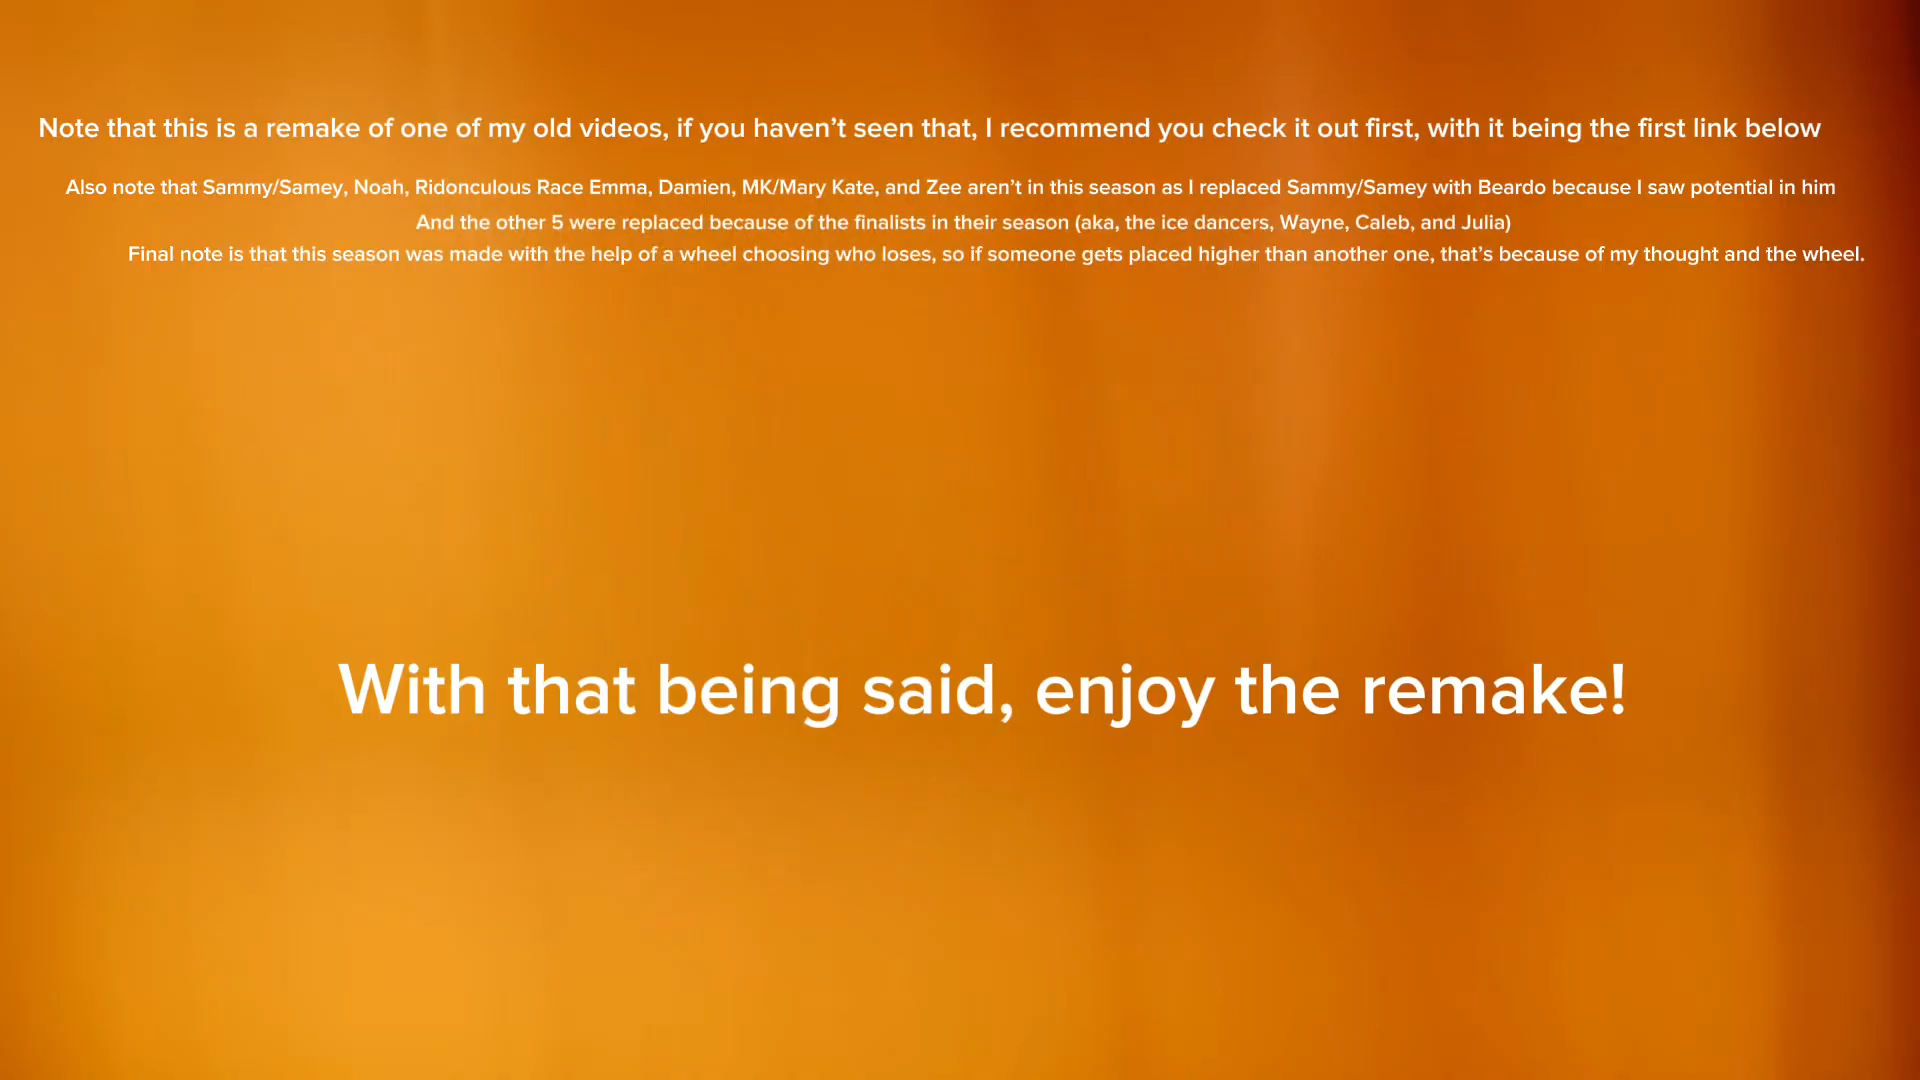 Note that this is a remake of one of my old videos, if you haven’t seen that, I recommend you check it out first, with it being the first link below
Also note that Sammy/Samey, Noah, Ridonculous Race Emma, Damien, MK/Mary Kate, and Zee aren’t in this season as I replaced Sammy/Samey with Beardo because I saw potential in him
And the other 5 were replaced because of the finalists in their season (aka, the ice dancers, Wayne, Caleb, and Julia)
Final note is that this season was made with the help of a wheel choosing who loses, so if someone gets placed higher than another one, that’s because of my thought and the wheel.
With that being said, enjoy the remake!